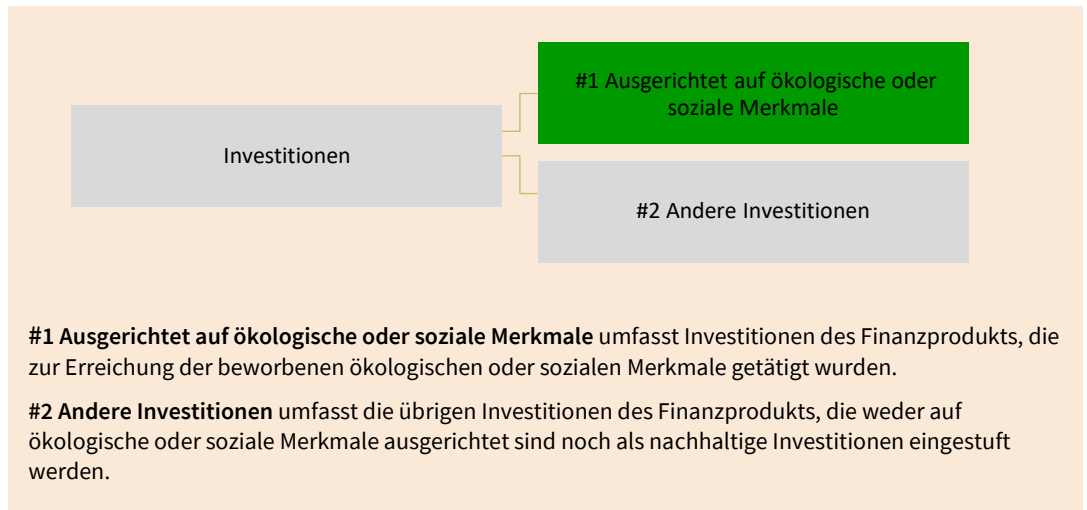 #1 Ausgerichtet auf ökologische oder
soziale Merkmale
Investitionen
#2 Andere Investitionen
#1 Ausgerichtet auf ökologische oder soziale Merkmale umfasst Investitionen des Finanzprodukts, die
zur Erreichung der beworbenen ökologischen oder sozialen Merkmale getätigt wurden.
#2 Andere Investitionen umfasst die übrigen Investitionen des Finanzprodukts, die weder auf
ökologische oder soziale Merkmale ausgerichtet sind noch als nachhaltige Investitionen eingestuft
werden.